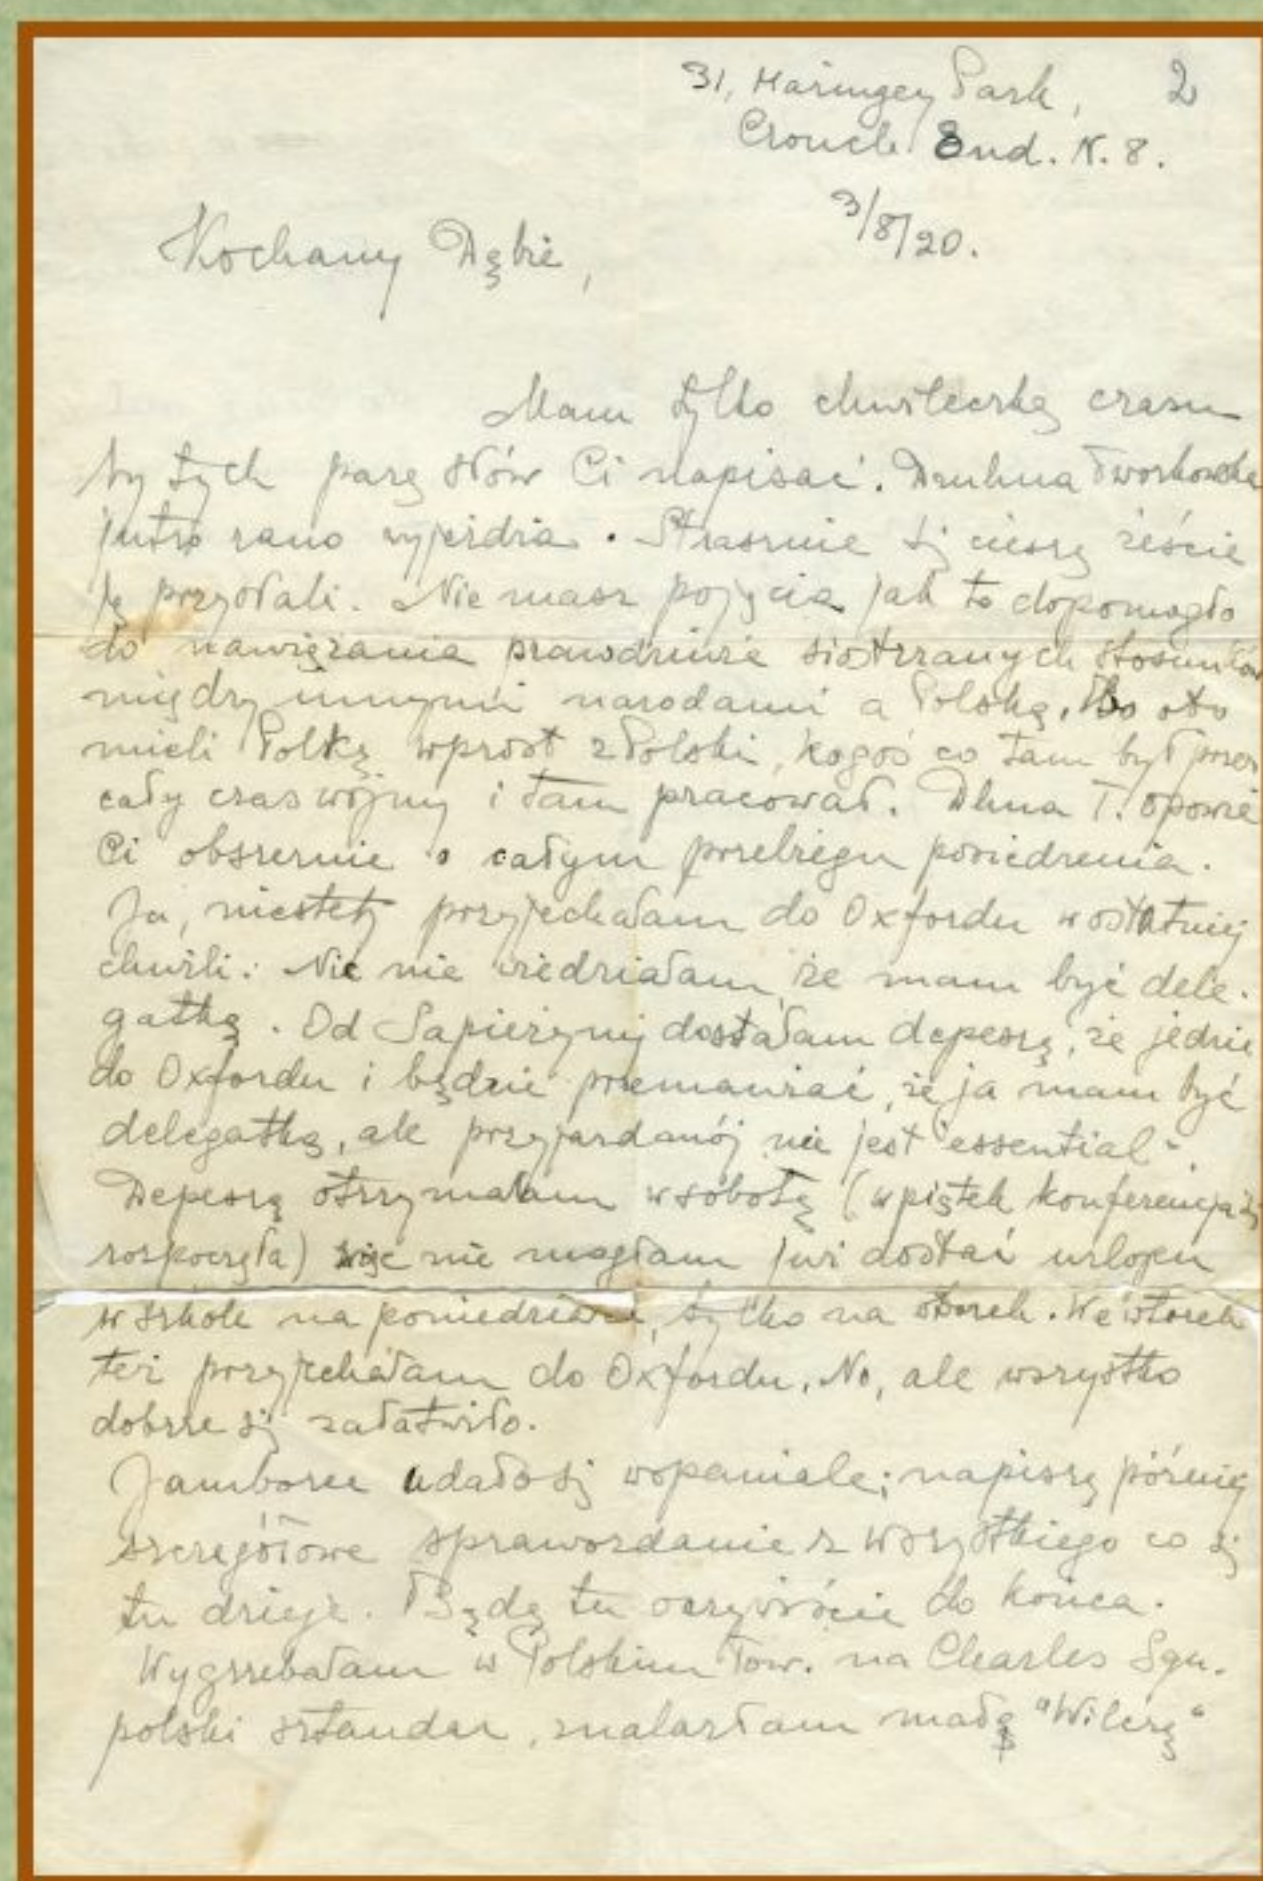 31, Haringey Park, 2
Crouch End. N. 8.
3/8/20.
Kochany Dębie,
Mam tylko chwileczkę czasu
by tych parę słów Ci napisać. Druhna Tworkowska
jutro rano wyjeżdża. Strasznie się cieszę żeście
ją przysłali. Nie masz pojęcia jak to dopomogło
do nawiązania prawdziwie siostrzanych stosunków
między innymi narodami a Polską. Bo oto
mieli Polkę wprost z Polski, kogoś co tam był przez
cały czas wojny i tam pracował. Dhna T. opowie
Ci obszernie o całym przebiegu posiedzenia.
Ja, niestety przyjechałam do Oxfordu w ostatniej
chwili. Nic nie wiedziałam, że mam być dele-
gatką. Od Sapieżyny dostałam depeszę, że jedzie
do Oxfordu i będzie przemawiać, że ja mam być
delegatką, ale przyjazd mój nie jest "essential".
Depeszę otrzymałam w sobotę (w piątek konferencja się
rozpoczęła) więc nie mogłam już dostać urlopu
w szkole na poniedziałek, tylko na wtorek. We wtorek
też przyjechałam do Oxfordu. No, ale wszystko
dobrze się załatwiło.
Jamboree udało się wspaniale; napiszę później
szczegółowe sprawozdanie z wszystkiego co się
tu dzieje. Będę tu oczywiście do końca.
Wygrzebałam w Polskim Tow. na Charles Squ.
polski sztandar, znalazłam małą "Wilczą"